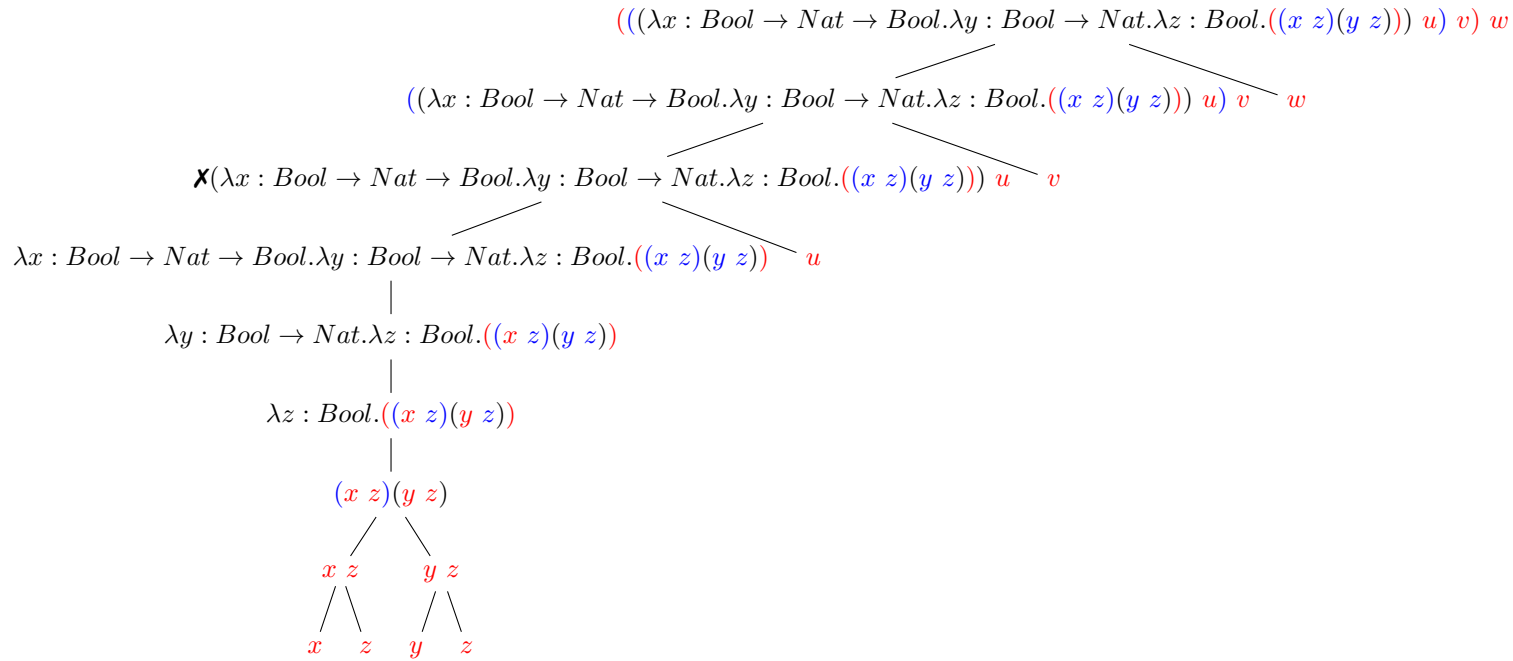 (((λx : Bool → Nat → Bool.λy : Bool → Nat.λz : Bool.((x z)(y z))) u) v) w
((λx : Bool → Nat → Bool.λy : Bool → Nat.λz : Bool.((x z)(y z))) u) v w
✗(λx : Bool → Nat → Bool.λy : Bool → Nat.λz : Bool.((x z)(y z))) u v
λx : Bool → Nat → Bool.λy : Bool → Nat.λz : Bool.((x z)(y z)) u
λy : Bool → Nat.λz : Bool.((x z)(y z))
λz : Bool.((x z)(y z))
(x z)(y z)
x z y z
x z y z